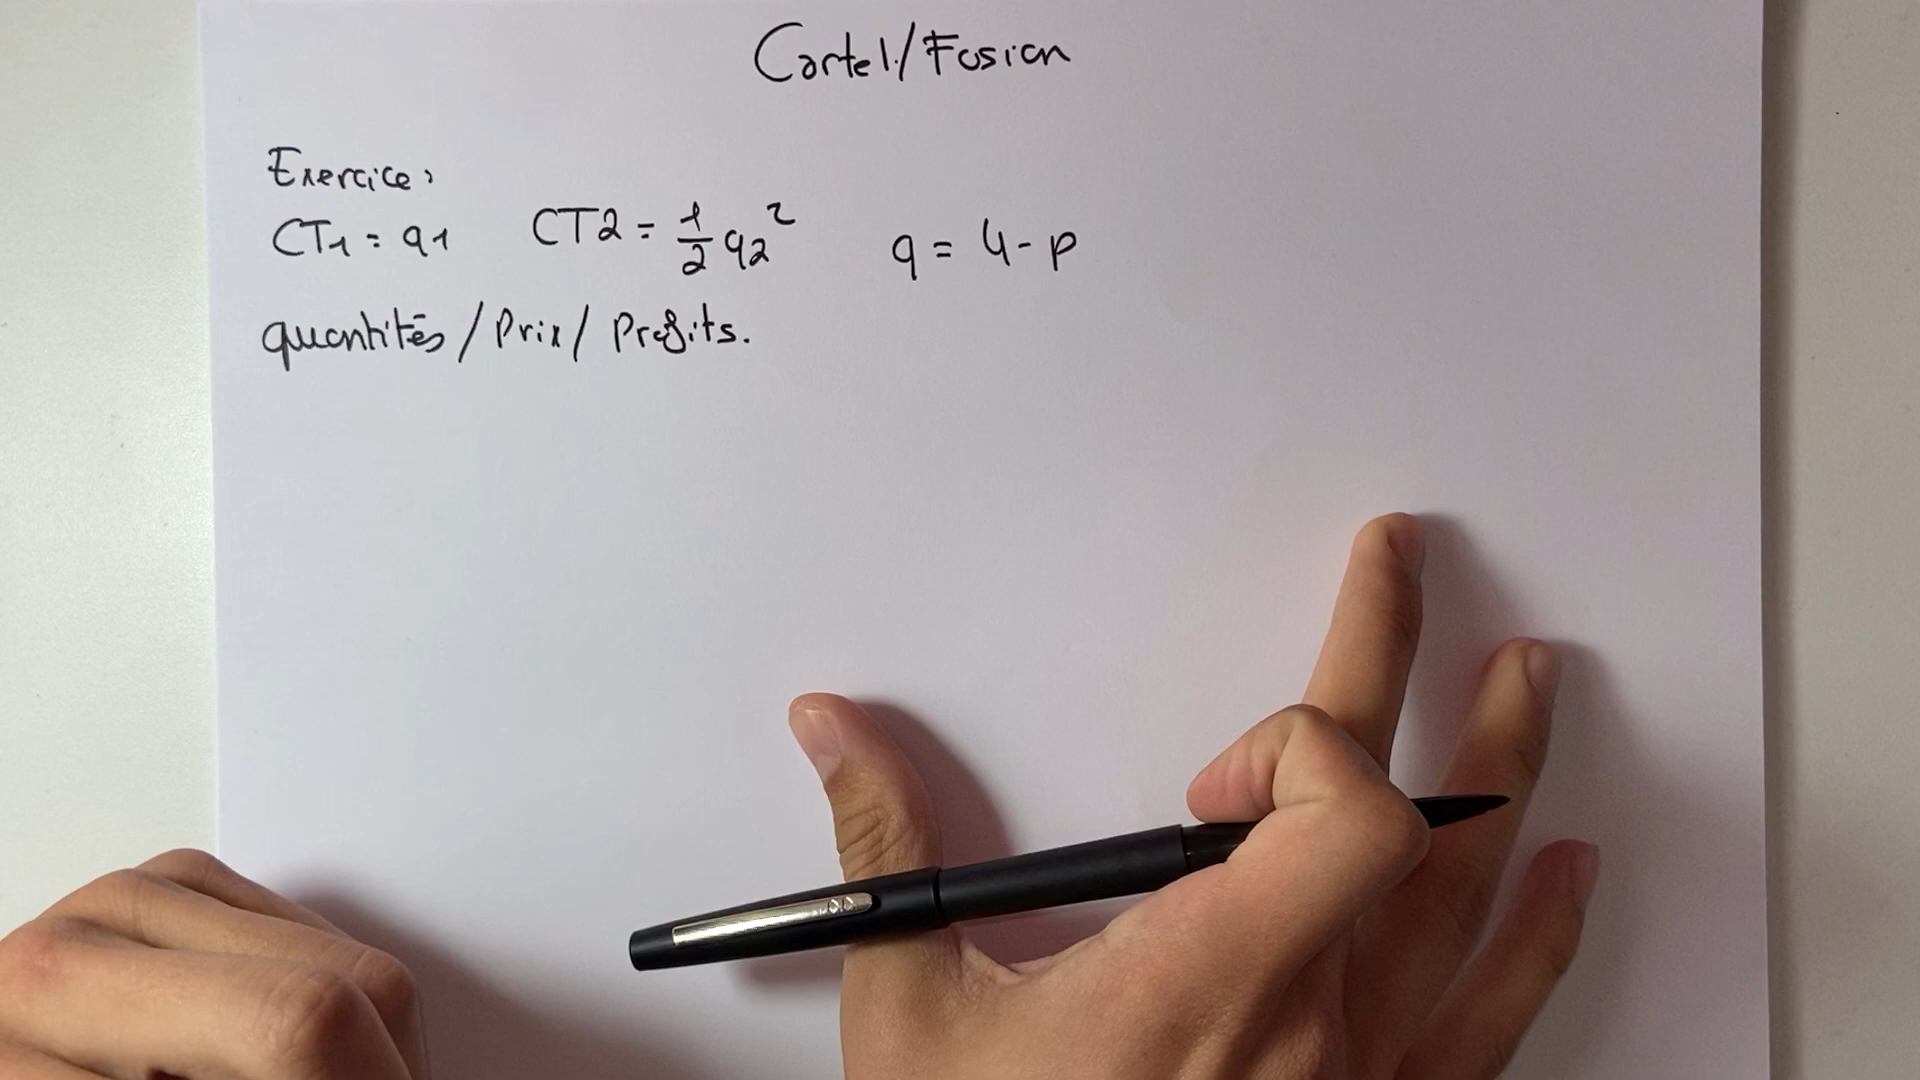 Cartel/Fusion
Exercice:
CT1 = q1 CT2 = 1/2 q2² q = 4-p
quantités/Prix/Profits.